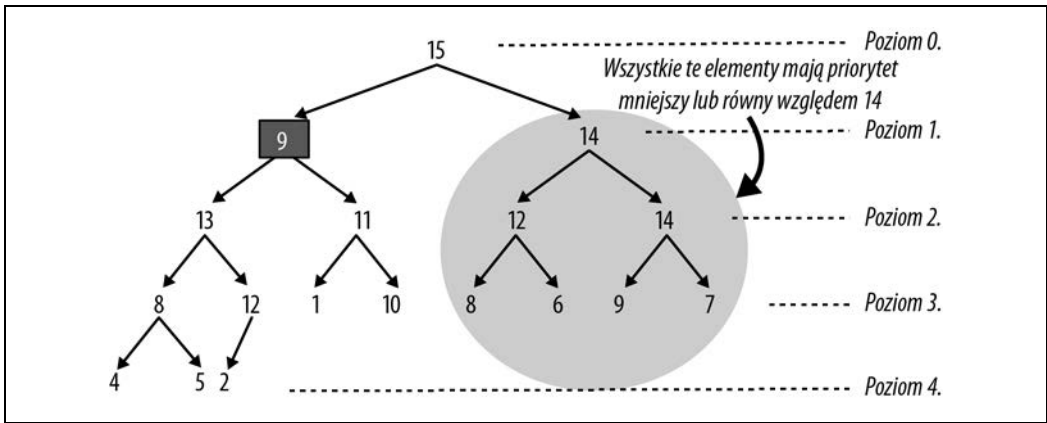 15
Poziom 0.
Wszystkie te elementy mają priorytet
mniejszy lub równy względem 14
9
14
Poziom 1.
13
11
12
14
Poziom 2.
8
12
1
10
8
6
9
7
Poziom 3.
4
5
2
Poziom 4.